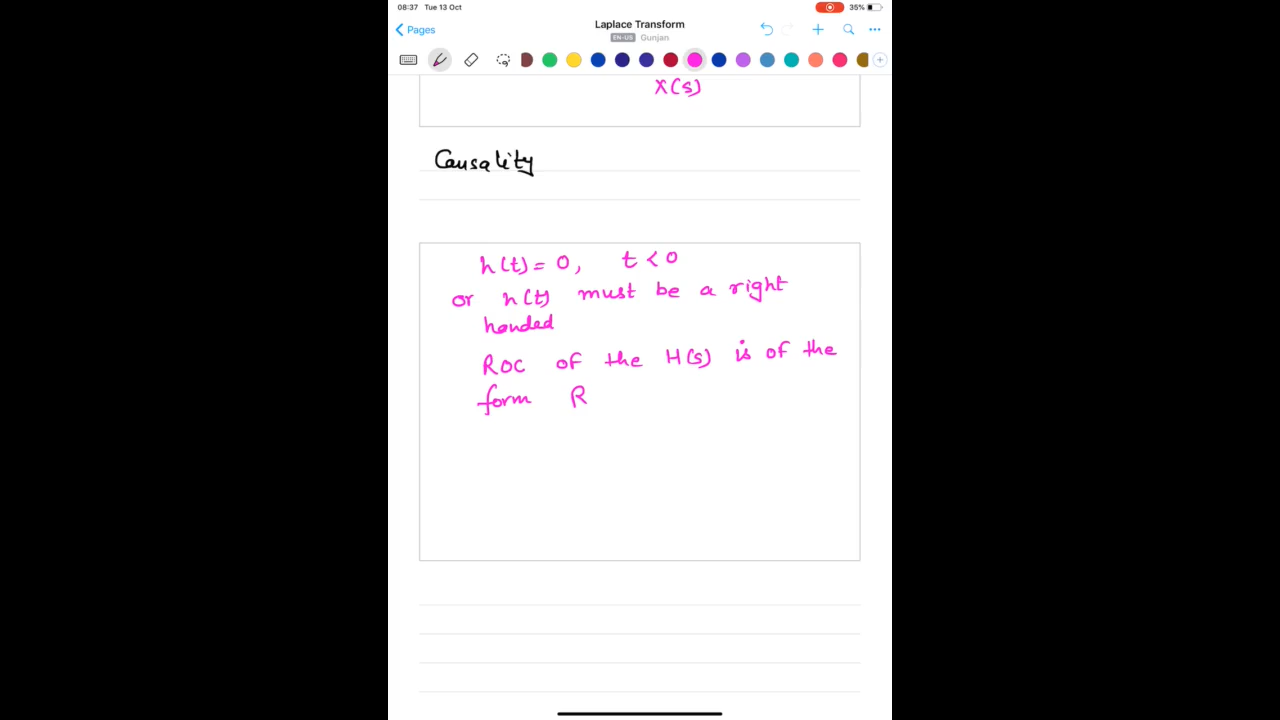 08:37 Tue 13 Oct
35%
Pages
Laplace Transform
EN-US Gunjan
X(s)
Causality
h(t) = 0, t < 0
or h(t) must be a right
handed
ROC of the H(s) is of the
form R